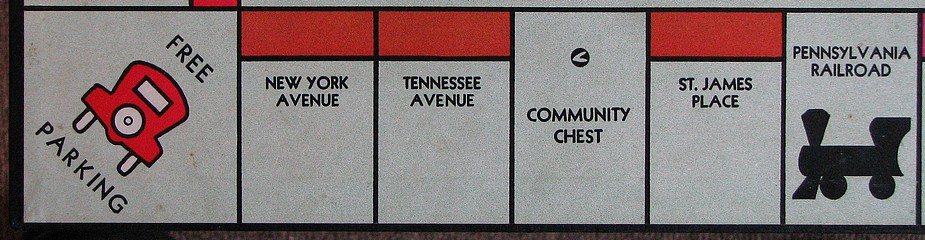 FREE
PARKING
NEW YORK
AVENUE
TENNESSEE
AVENUE
COMMUNITY
CHEST
ST. JAMES
PLACE
PENNSYLVANIA
RAILROAD